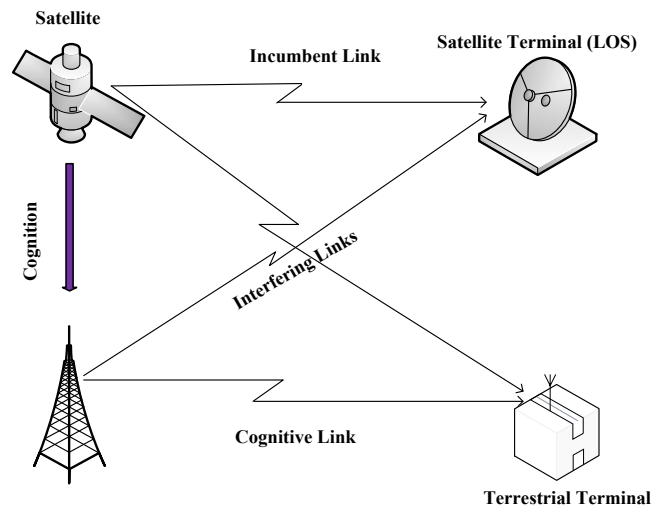 Satellite
Incumbent Link
Satellite Terminal (LOS)
Cognition
Interfering Links
Cognitive Link
Terrestrial Terminal